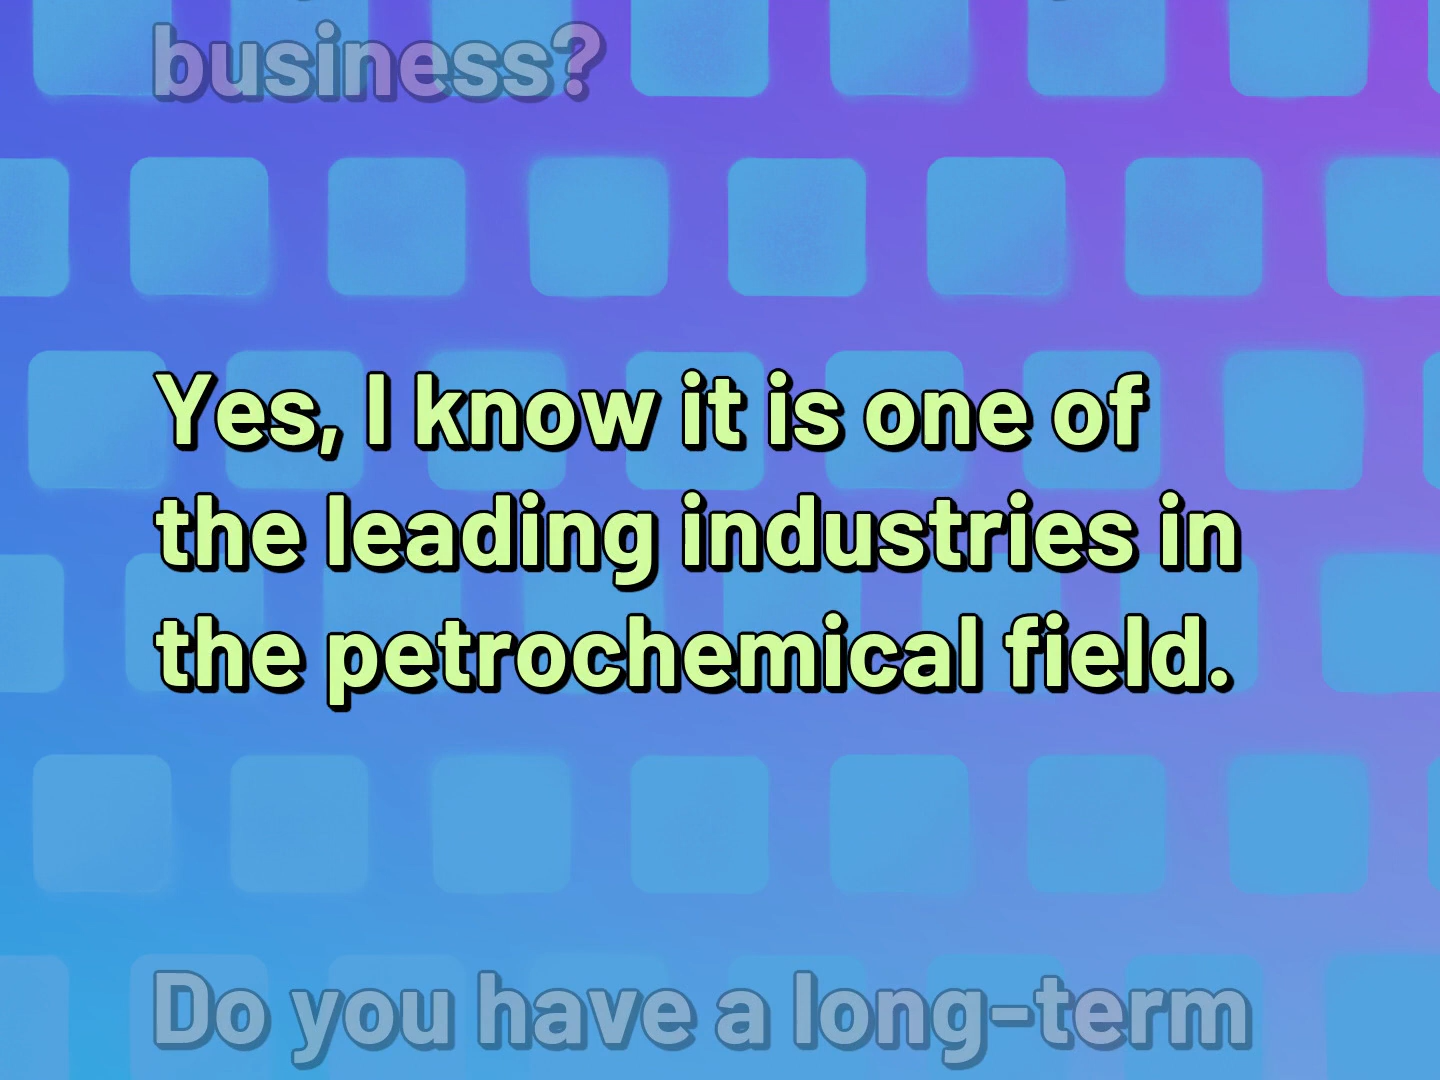 business?
Yes, I know it is one of
the leading industries in
the petrochemical field.
Do you have a long-term